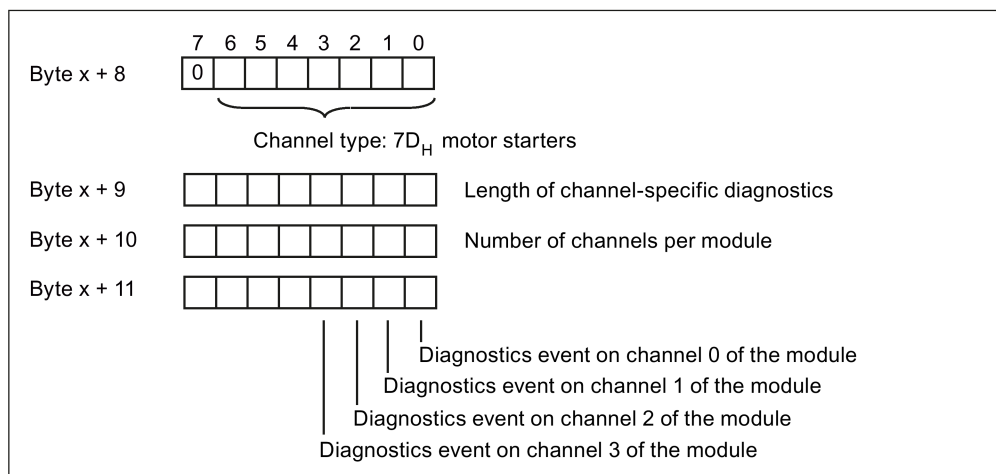 7 6 5 4 3 2 1 0
Byte x + 8 0
Channel type: 7DH motor starters
Byte x + 9 Length of channel-specific diagnostics
Byte x + 10 Number of channels per module
Byte x + 11
Diagnostics event on channel 0 of the module
Diagnostics event on channel 1 of the module
Diagnostics event on channel 2 of the module
Diagnostics event on channel 3 of the module